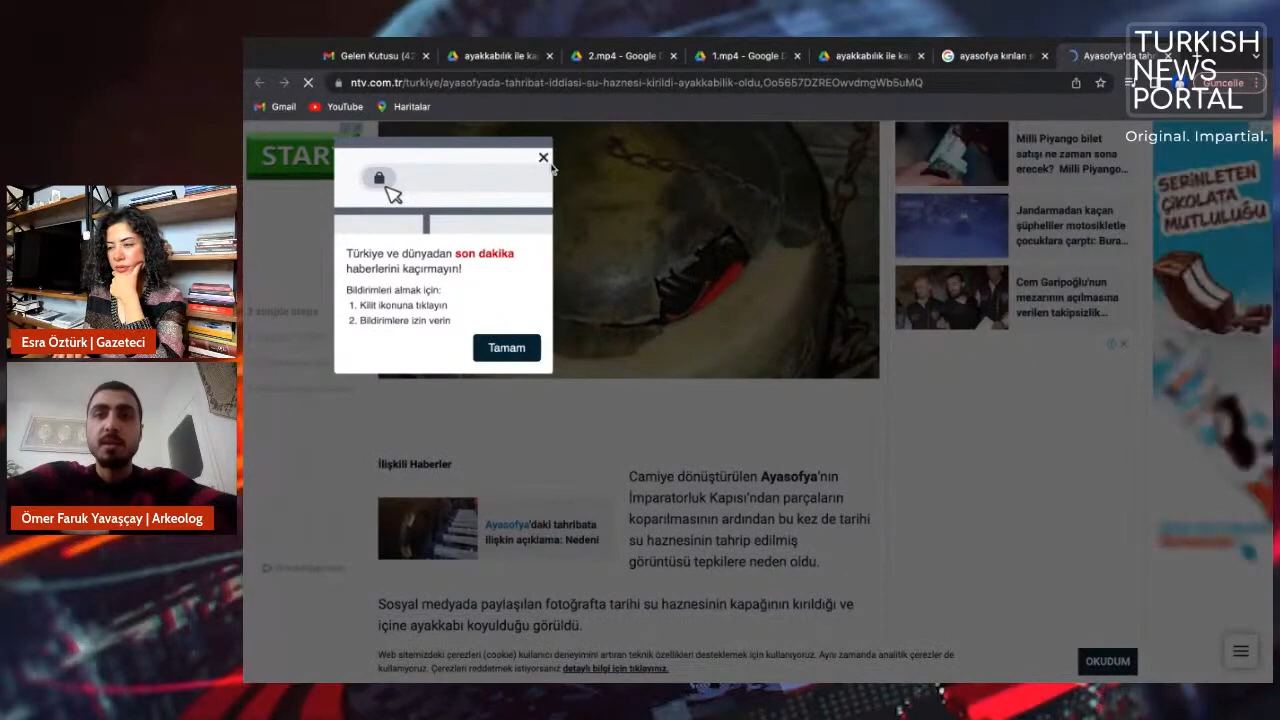 TURKISH
NEWS
PORTAL
Original. Impartial.
Gelen Kutusu (42
ayakkabılık ile ka
2.mp4 - Google D
1.mp4 - Google D
ayakkabılık ile ka
ayasofya kırılan s
Ayasofya'da tah
ntv.com.tr/turkiye/ayasofyada-tahribat-iddiasi-su-haznesi-kirildi-ayakkabilik-oldu,Oo5657DZREOwvdmgWb5uMQ
Güncelle
Gmail
YouTube
Haritalar
START
Türkiye ve dünyadan son dakika
haberlerini kaçırmayın!
Bildirimleri almak için:
1. Kilit ikonuna tıklayın
2. Bildirimlere izin verin
Tamam
Milli Piyango bilet
satışı ne zaman sona
erecek? Milli Piyango...
Jandarmadan kaçan
şüpheliler motosikletle
çocuklara çarptı: Bura...
Cem Garipoğlu'nun
mezarının açılmasına
verilen takipsizlik...
SERİNLETEN
ÇİKOLATA
MUTLULUĞU
Esra Öztürk | Gazeteci
Ömer Faruk Yavaşçay | Arkeolog
İlişkili Haberler
Ayasofya'daki tahribata
ilişkin açıklama: Nedeni
Camiye dönüştürülen Ayasofya'nın
İmparatorluk Kapısı'ndan parçaların
koparılmasının ardından bu kez de tarihi
su haznesinin tahrip edilmiş
görüntüsü tepkilere neden oldu.
Sosyal medyada paylaşılan fotoğrafta tarihi su haznesinin kapağının kırıldığı ve
içine ayakkabı koyulduğu görüldü.
Web sitemizdeki çerezleri (cookie) kullanıcı deneyimini artıran teknik özellikleri desteklemek için kullanıyoruz. Aynı zamanda analitik çerezler de
kullanıyoruz. Çerezleri reddetmek istiyorsanız detaylı bilgi için tıklayınız.
OKUDUM